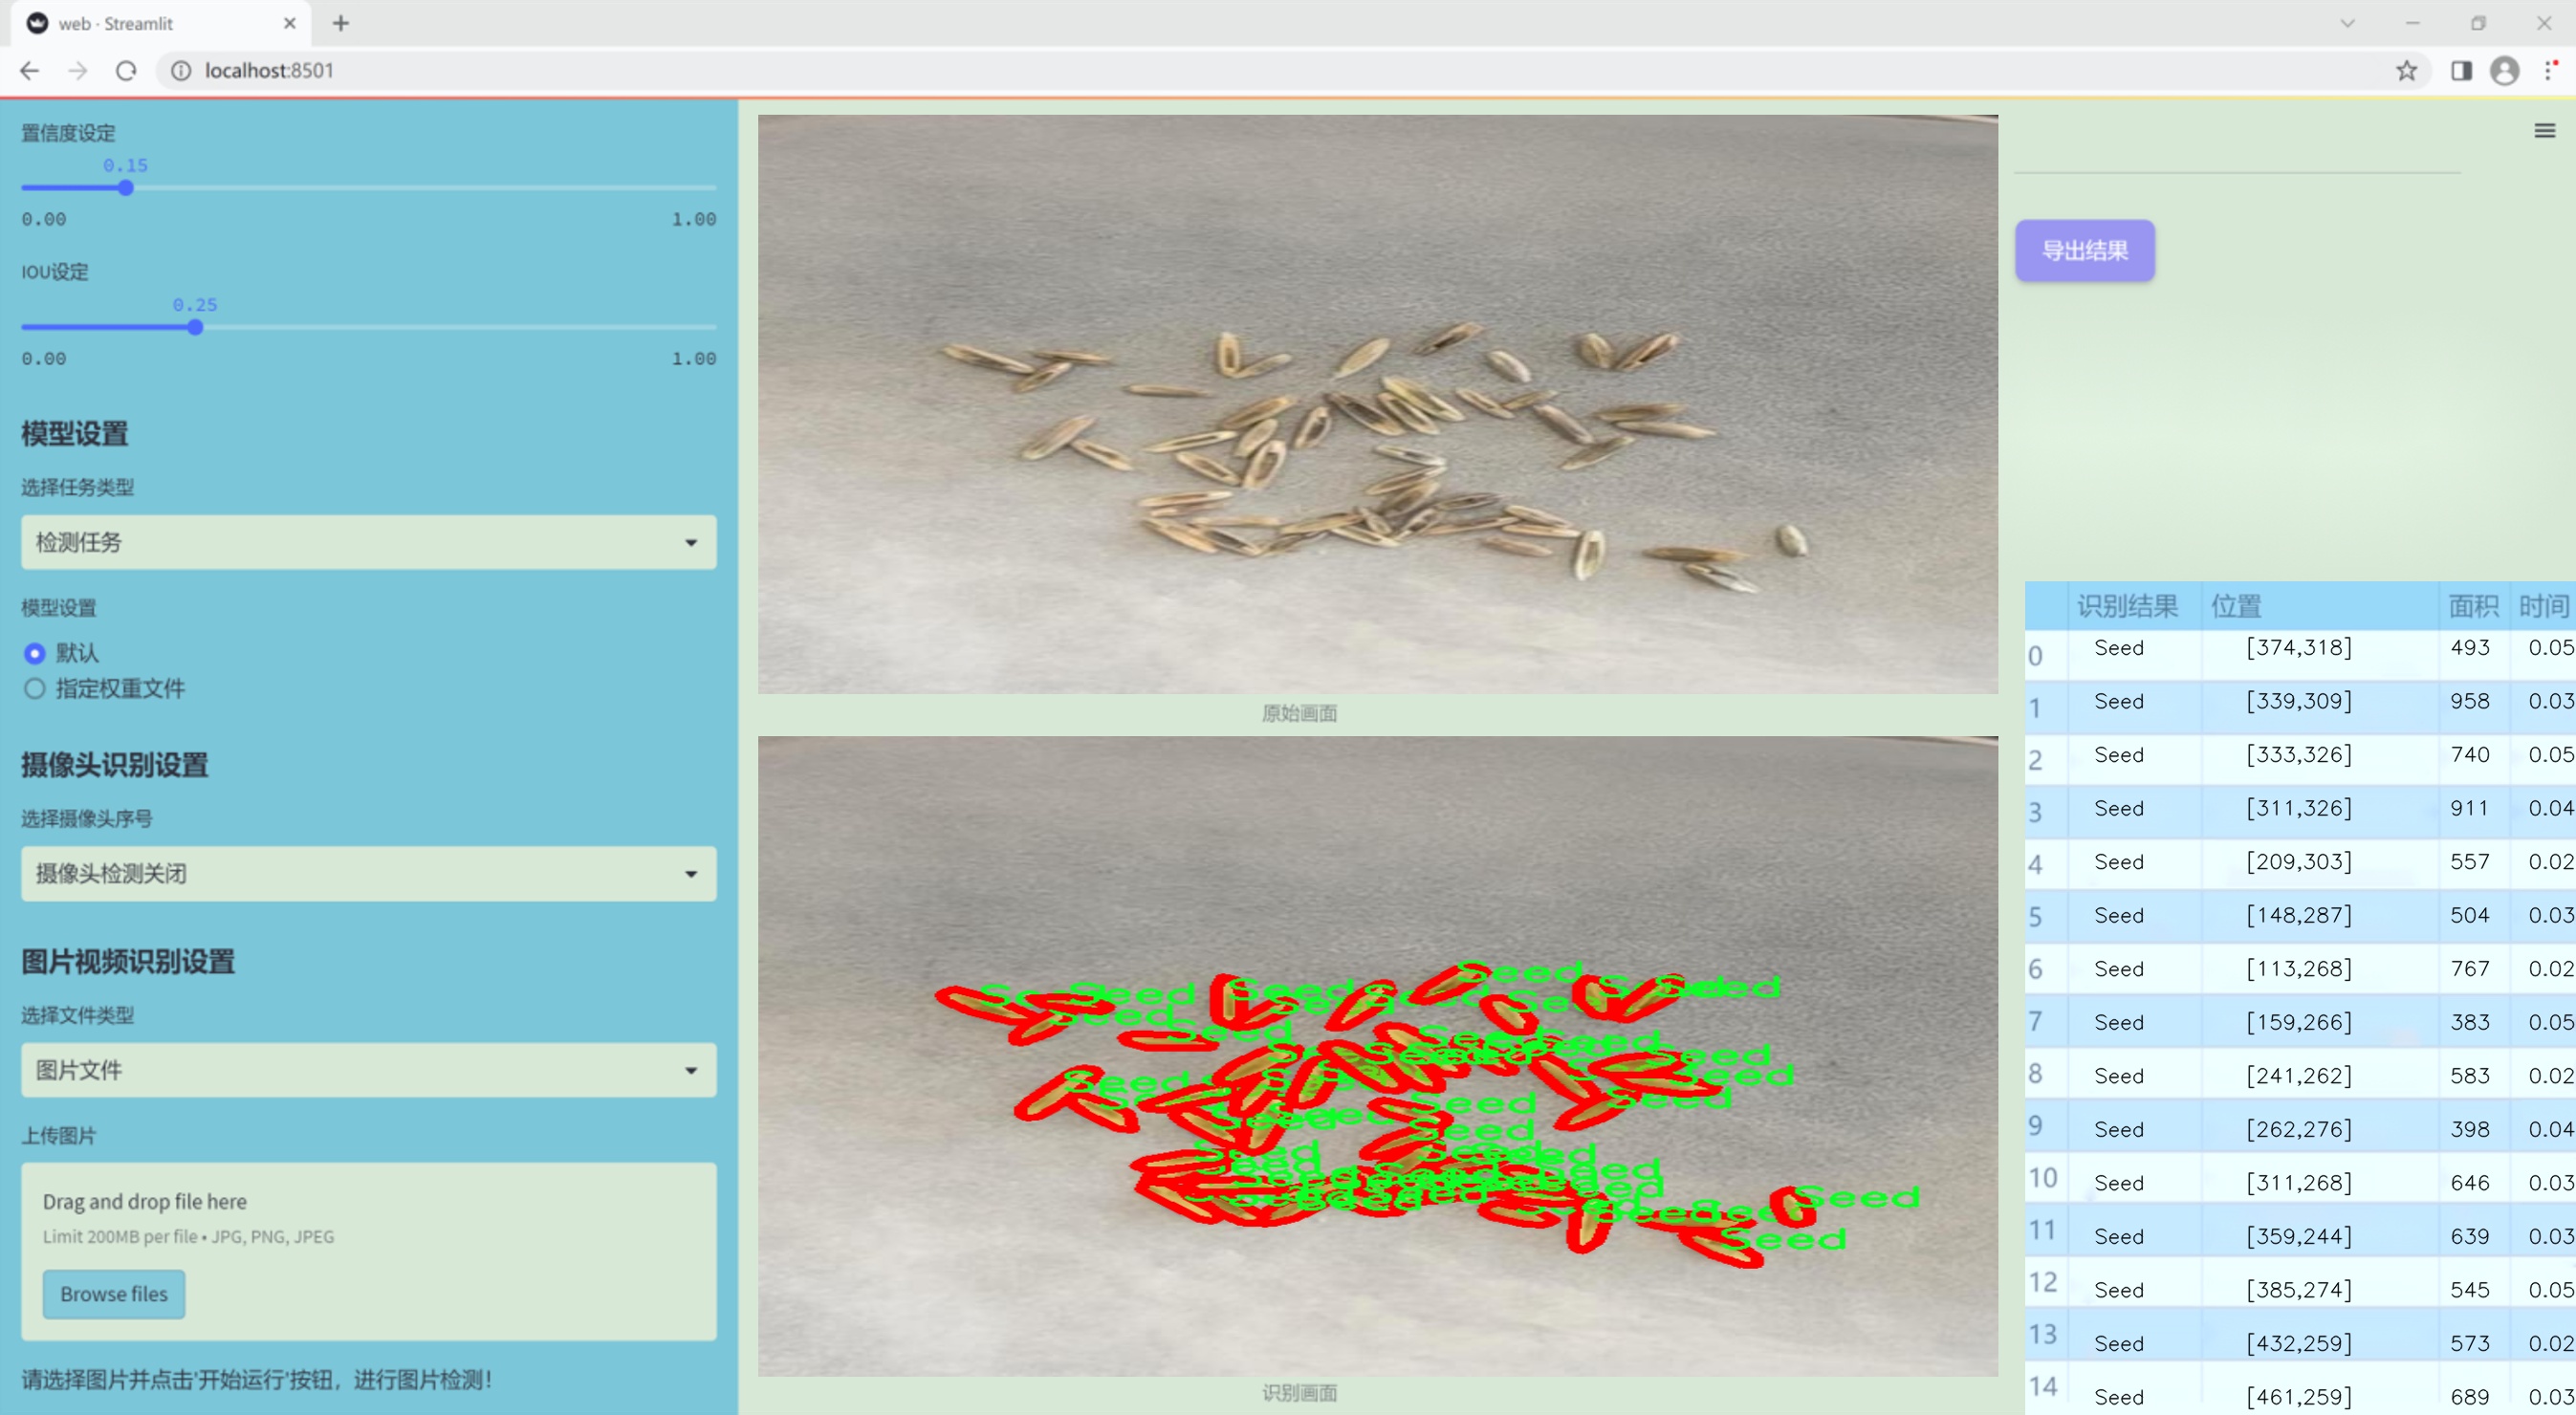 web · Streamlit
localhost:8501
置信度设定
0.15
0.00 1.00
IOU设定
0.25
0.00 1.00
模型设置
选择任务类型
检测任务
模型设置
默认
指定权重文件
摄像头识别设置
选择摄像头序号
摄像头检测关闭
图片视频识别设置
选择文件类型
图片文件
上传图片
Drag and drop file here
Limit 200MB per file • JPG, PNG, JPEG
Browse files
请选择图片并点击'开始运行'按钮，进行图片检测！
原始画面
Seed
Seed
Seed
Seed
Seed
Seed
Seed
Seed
Seed
Seed
Seed
Seed
Seed
识别画面
导出结果
识别结果 位置 面积 时间
0 Seed [374,318] 493 0.05
1 Seed [339,309] 958 0.03
2 Seed [333,326] 740 0.05
3 Seed [311,326] 911 0.04
4 Seed [209,303] 557 0.02
5 Seed [148,287] 504 0.03
6 Seed [113,268] 767 0.02
7 Seed [159,266] 383 0.05
8 Seed [241,262] 583 0.02
9 Seed [262,276] 398 0.04
10 Seed [311,268] 646 0.03
11 Seed [359,244] 639 0.03
12 Seed [385,274] 545 0.05
13 Seed [432,259] 573 0.02
14 Seed [461,259] 689 0.03